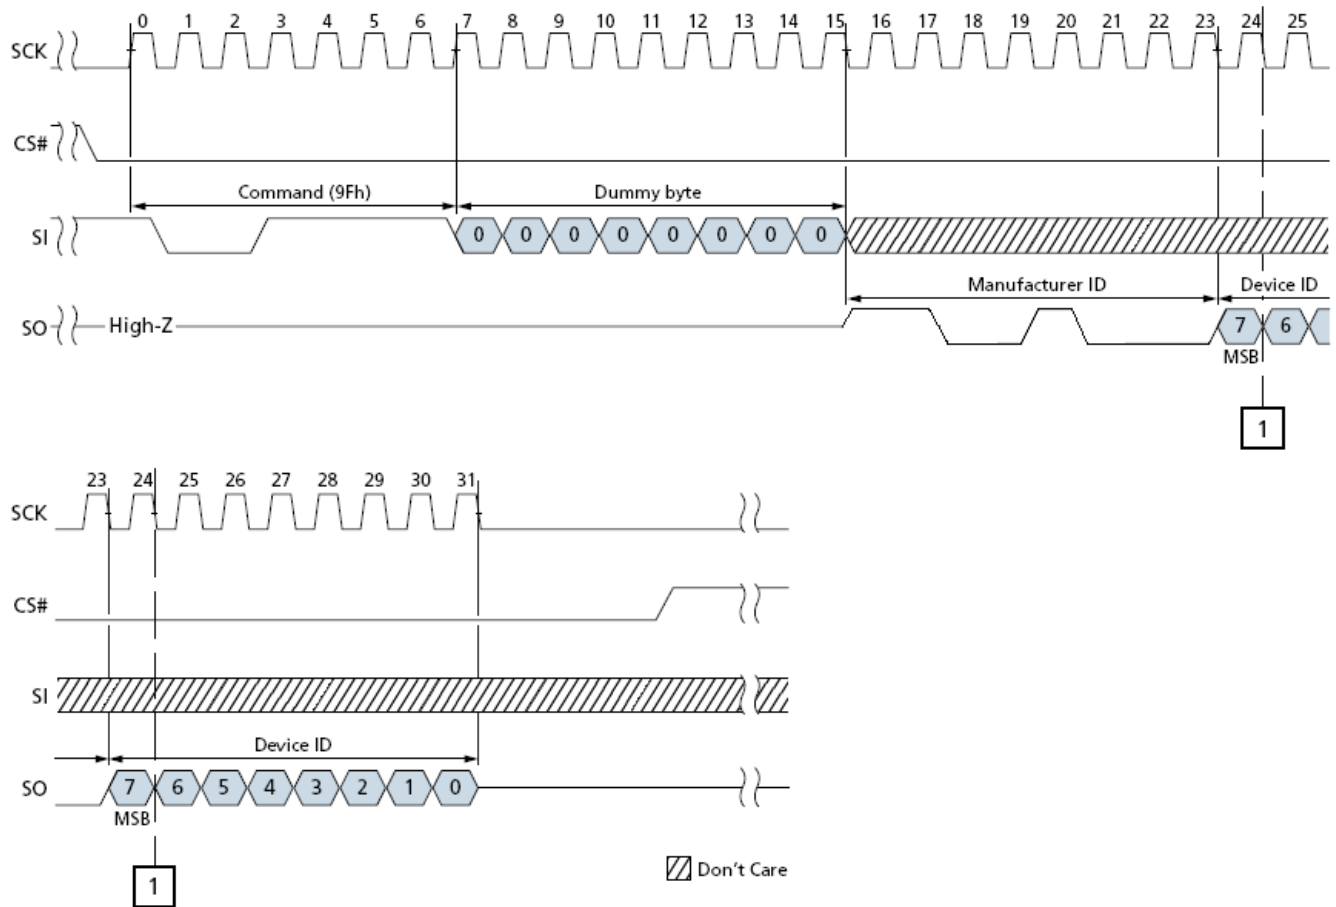 0 1 2 3 4 5 6 7 8 9 10 11 12 13 14 15 16 17 18 19 20 21 22 23 24 25
SCK
CS#
Command (9Fh) Dummy byte
SI 0 0 0 0 0 0 0 0
Manufacturer ID Device ID
SO High-Z 7 6
MSB
1
23 24 25 26 27 28 29 30 31
SCK
CS#
SI
Device ID
SO 7 6 5 4 3 2 1 0
MSB
1
Don't Care